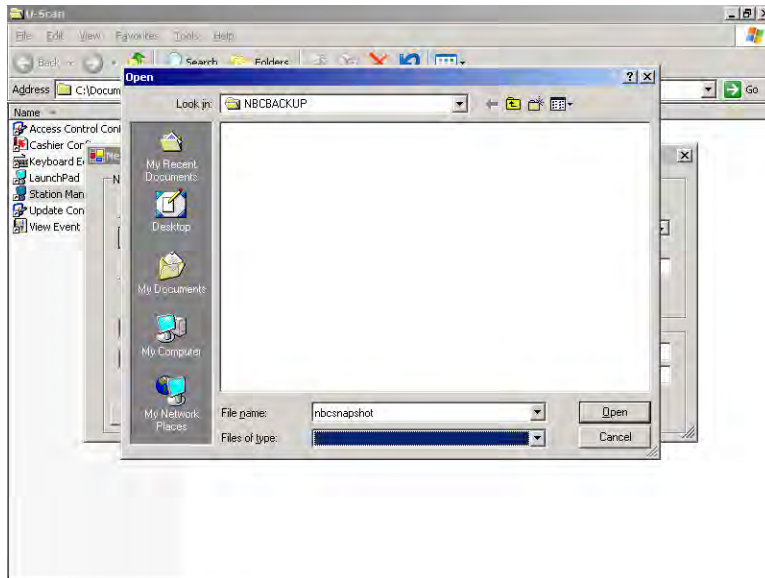 U-Scan
File Edit View Favorites Tools Help
Back Search Folders
Address C:\Docum Go
Name
Access Control Con
Cashier Con
Keyboard E
LaunchPad
Station Man
Update Con
View Event
Ne
N
Open
Look in: NBCBACKUP
My Recent
Documents
Desktop
My Documents
My Computer
My Network
Places
File name: nbcsnapshot Open
Files of type: Cancel